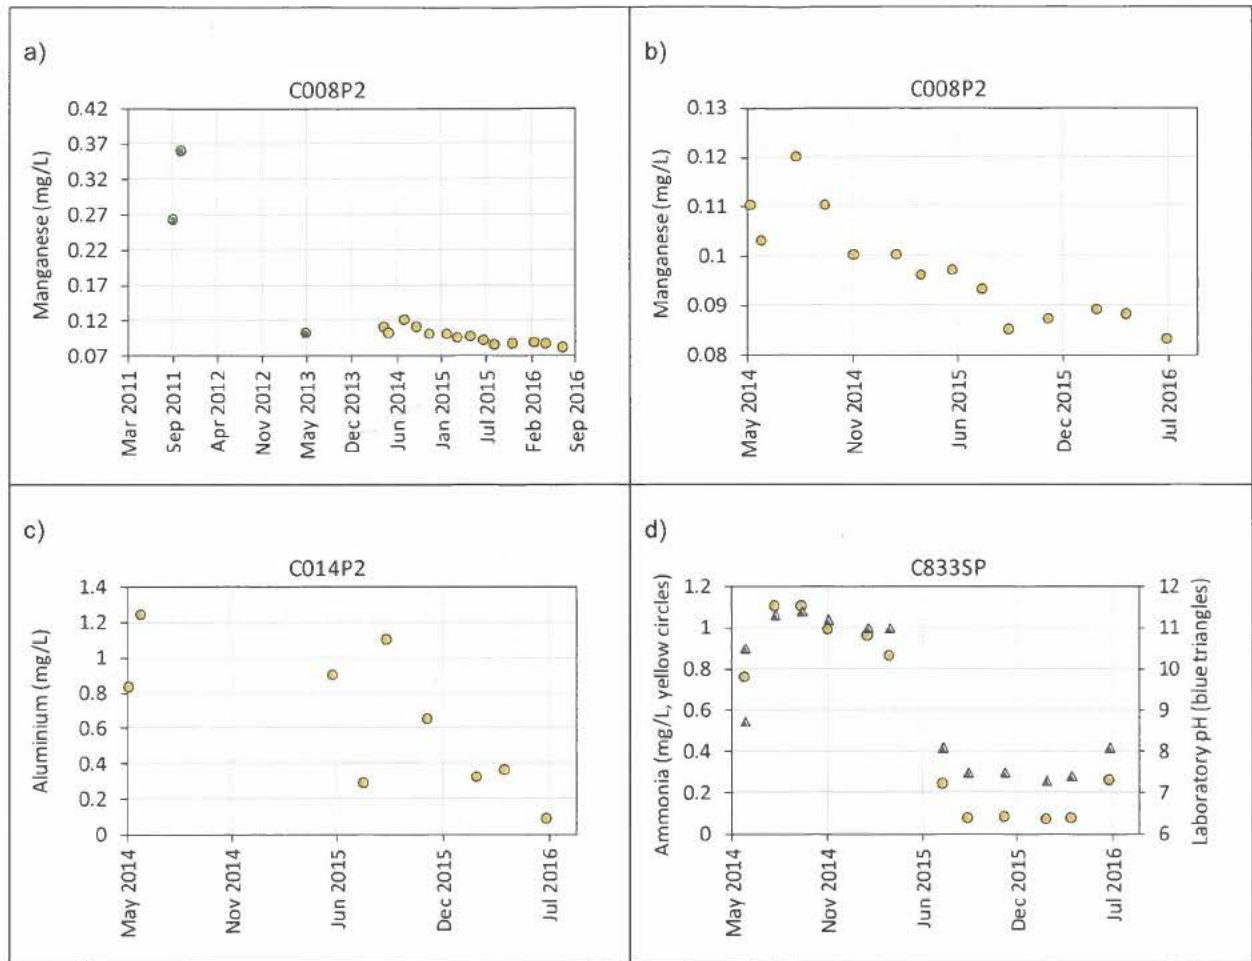 a)
C008P2
Manganese (mg/L)
0.42
0.37
0.32
0.27
0.22
0.17
0.12
0.07
Mar 2011
Sep 2011
Apr 2012
Nov 2012
May 2013
Dec 2013
Jun 2014
Jan 2015
Jul 2015
Feb 2016
Sep 2016
b)
C008P2
Manganese (mg/L)
0.13
0.12
0.11
0.1
0.09
0.08
May 2014
Nov 2014
Jun 2015
Dec 2015
Jul 2016
c)
C014P2
Aluminium (mg/L)
1.4
1.2
1
0.8
0.6
0.4
0.2
0
May 2014
Nov 2014
Jun 2015
Dec 2015
Jul 2016
d)
C833SP
Ammonia (mg/L, yellow circles)
1.2
1
0.8
0.6
0.4
0.2
0
12
11
10
9
8
7
6
Laboratory pH (blue triangles)
May 2014
Nov 2014
Jun 2015
Dec 2015
Jul 2016